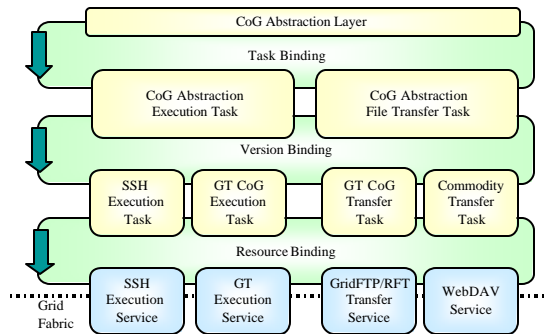 CoG Abstraction Layer
Task Binding
CoG Abstraction
Execution Task
CoG Abstraction
File Transfer Task
Version Binding
SSH
Execution
Task
GT CoG
Execution
Task
GT CoG
Transfer
Task
Commodity
Transfer
Task
Resource Binding
SSH
Execution
Service
GT
Execution
Service
GridFTP/RFT
Transfer
Service
WebDAV
Service
Grid
Fabric